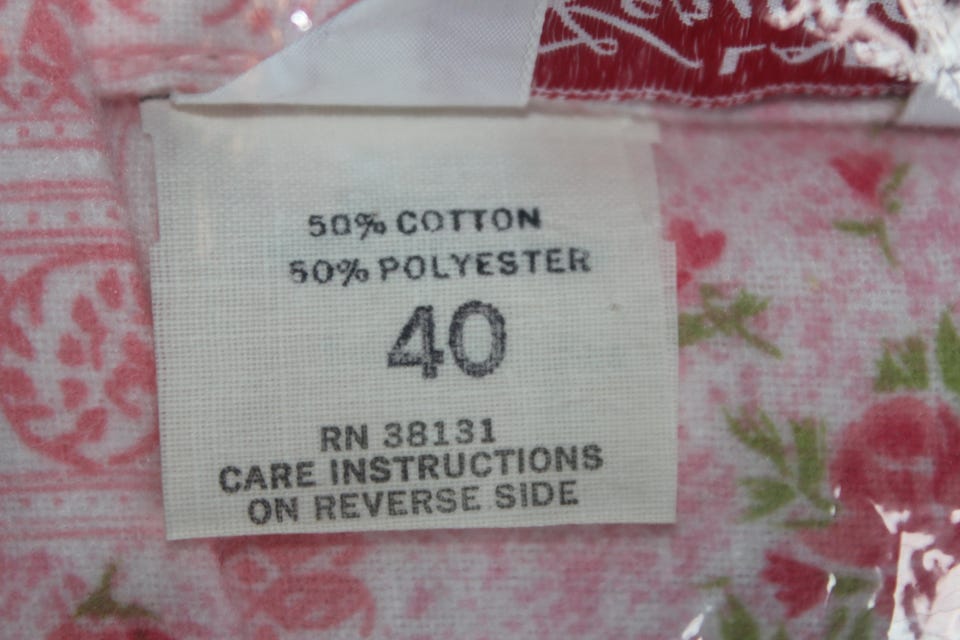 50% COTTON
50% POLYESTER
40
RN 38131
CARE INSTRUCTIONS
ON REVERSE SIDE